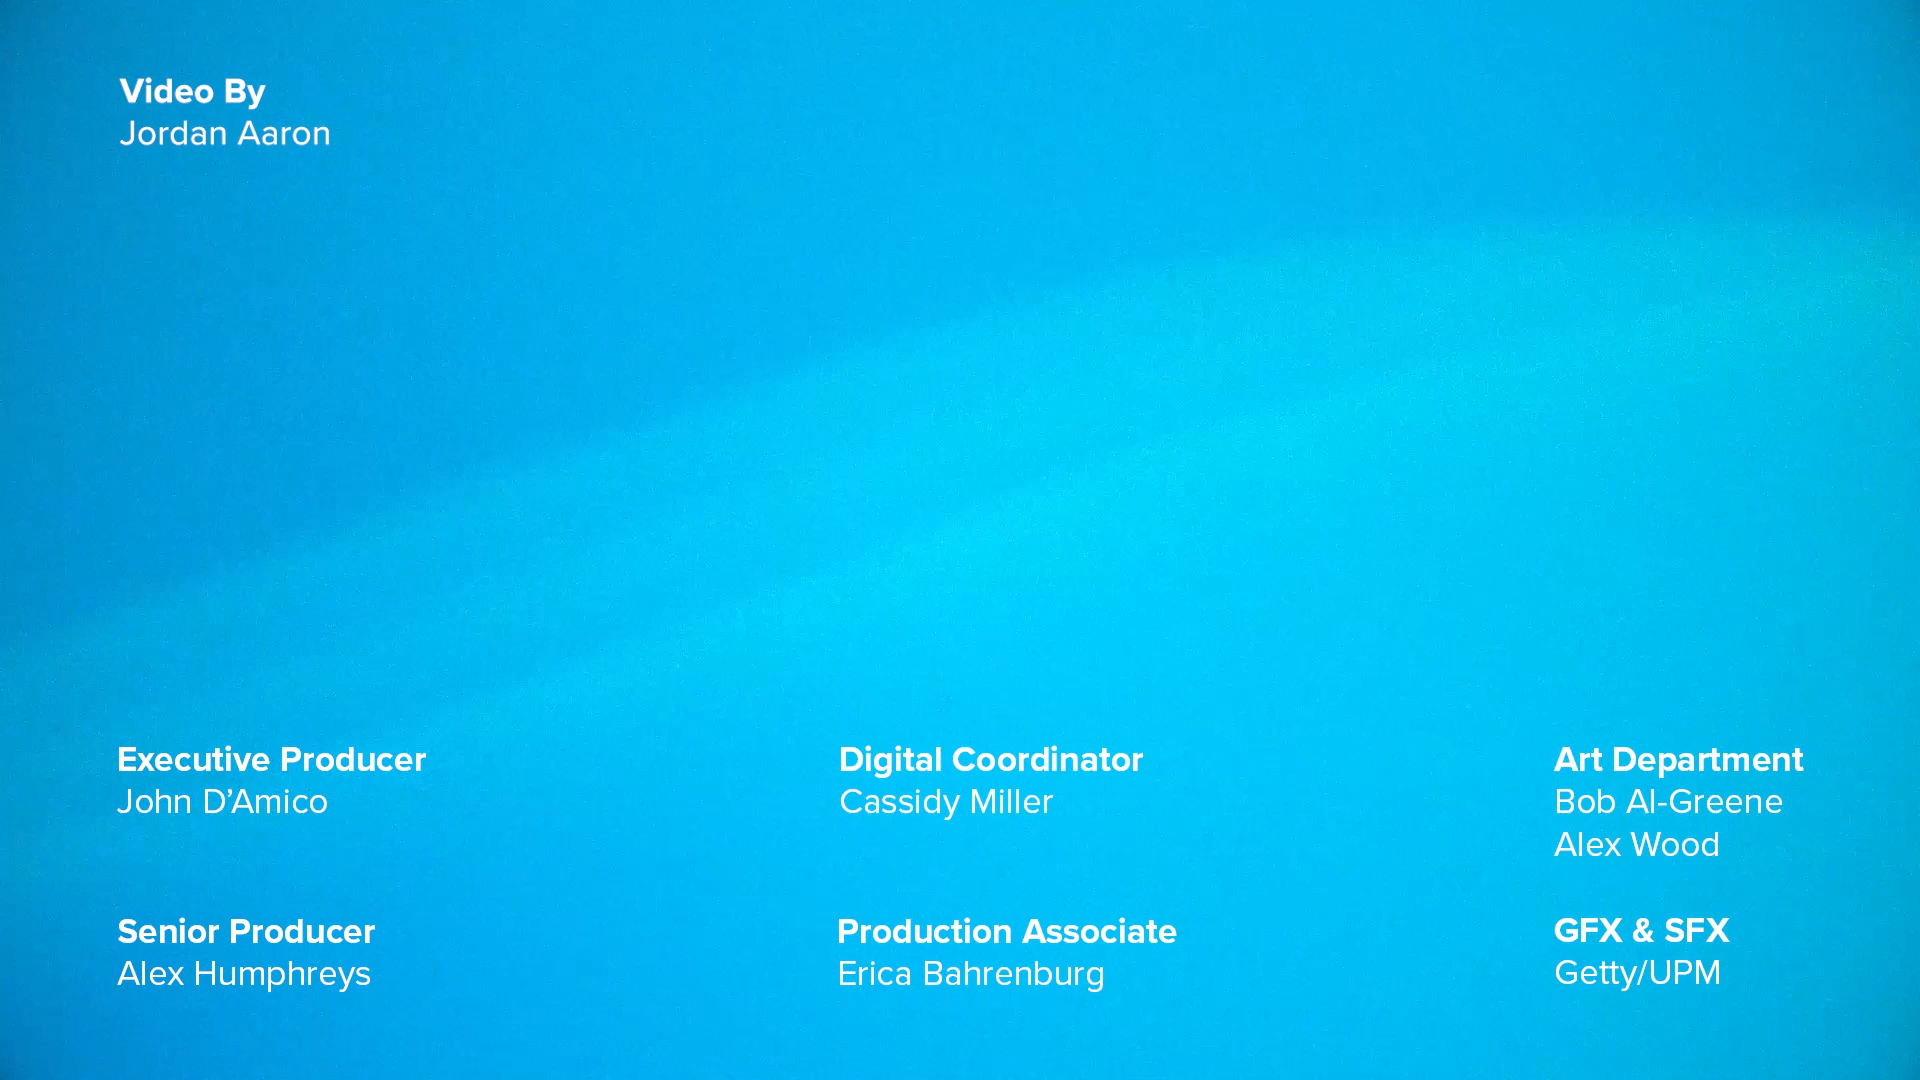 Video By
Jordan Aaron
Executive Producer
John D’Amico
Senior Producer
Alex Humphreys
Digital Coordinator
Cassidy Miller
Production Associate
Erica Bahrenburg
Art Department
Bob Al-Greene
Alex Wood
GFX & SFX
Getty/UPM